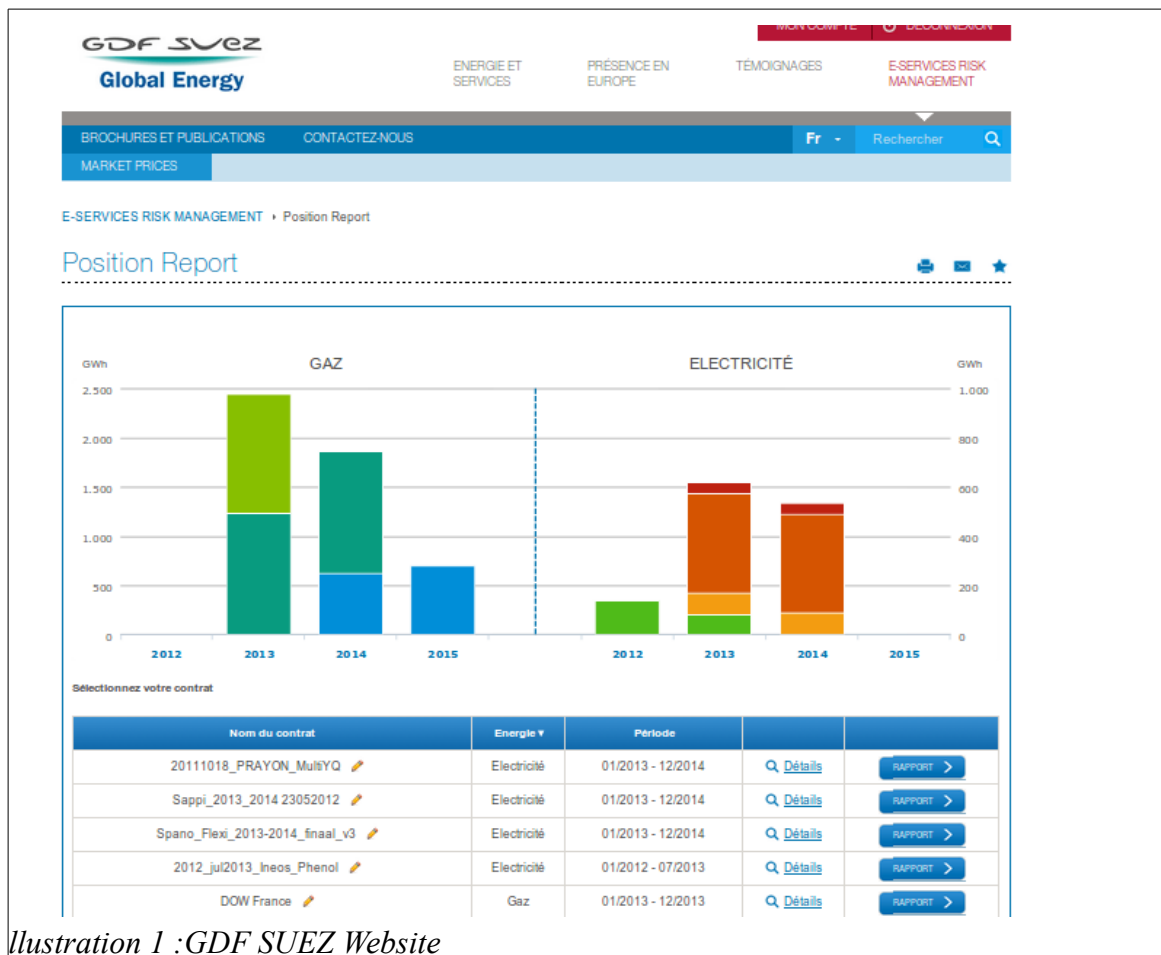 MON COMPTE DÉCONNEXION
GDF SUEZ
Global Energy
ENERGIE ET SERVICES PRÉSENCE EN EUROPE TÉMOIGNAGES E-SERVICES RISK MANAGEMENT
BROCHURES ET PUBLICATIONS CONTACTEZ-NOUS Fr Rechercher
MARKET PRICES
E-SERVICES RISK MANAGEMENT Position Report
Position Report
GWh GAZ ELECTRICITÉ GWh
2.500 1.000
2.000 800
1.500 600
1.000 400
500 200
0 0
2012 2013 2014 2015 2012 2013 2014 2015
Sélectionnez votre contrat
Nom du contrat Energie ▾ Période
20111018_PRAYON_MultiYQ Electricité 01/2013 - 12/2014 Détails RAPPORT
Sappi_2013_2014 23052012 Electricité 01/2013 - 12/2014 Détails RAPPORT
Spano_Flexi_2013-2014_finaal_v3 Electricité 01/2013 - 12/2014 Détails RAPPORT
2012_jul2013_Ineos_Phenol Electricité 01/2012 - 07/2013 Détails RAPPORT
DOW France Gaz 01/2013 - 12/2013 Détails RAPPORT
llustration 1 :GDF SUEZ Website